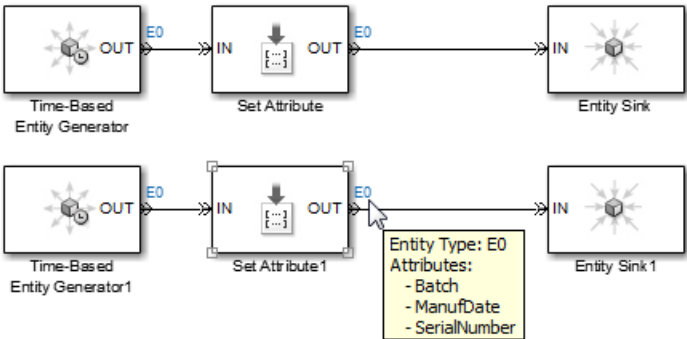 E0
E0
OUT
IN
OUT
IN
Time-Based
Entity Generator
Set Attribute
Entity Sink
E0
E0
OUT
IN
OUT
IN
Time-Based
Entity Generator1
Set Attribute1
Entity Sink1
Entity Type: E0
Attributes:
- Batch
- ManufDate
- SerialNumber